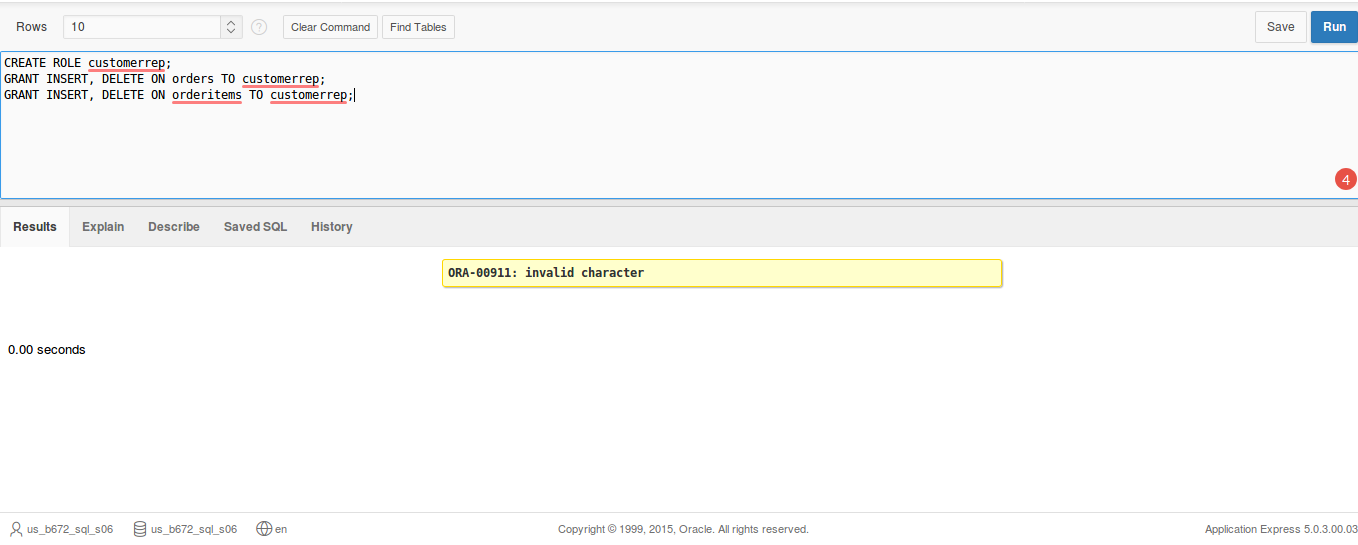 Rows 10 ? Clear Command Find Tables Save Run
CREATE ROLE customerrep;
GRANT INSERT, DELETE ON orders TO customerrep;
GRANT INSERT, DELETE ON orderitems TO customerrep;
4
Results Explain Describe Saved SQL History
ORA-00911: invalid character
0.00 seconds
us_b672_sql_s06 us_b672_sql_s06 en Copyright © 1999, 2015, Oracle. All rights reserved. Application Express 5.0.3.00.03